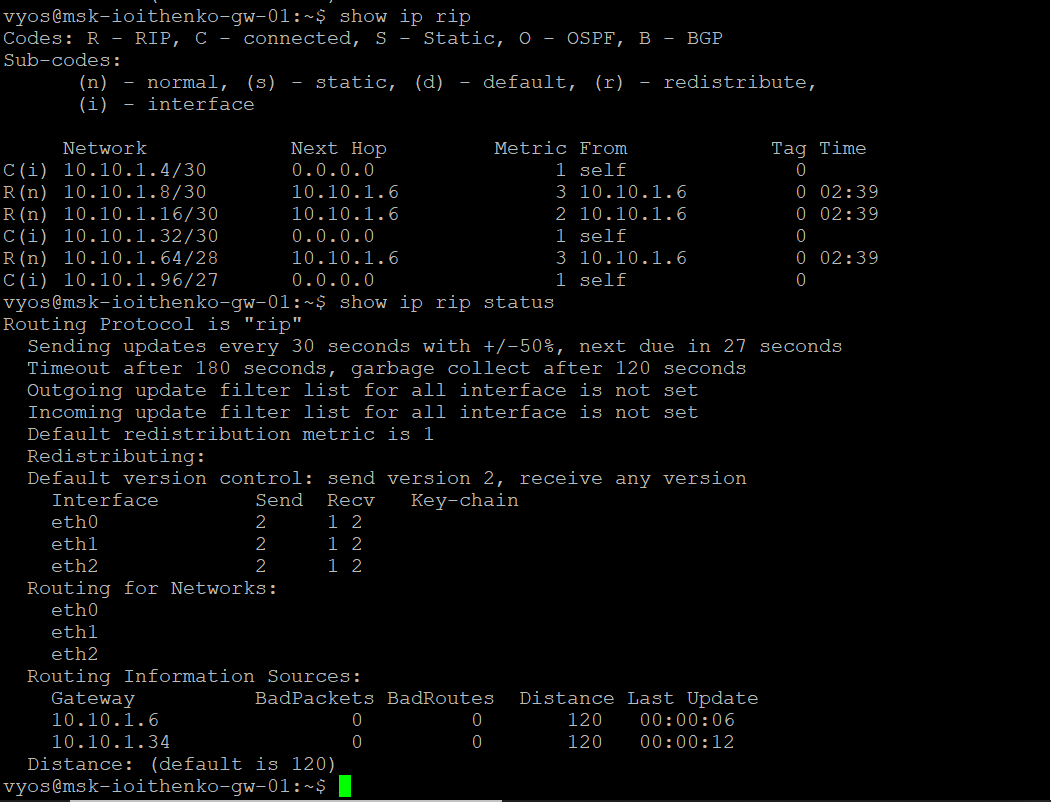 vyos@msk-ioithenko-gw-01:~$ show ip rip
Codes: R - RIP, C - connected, S - Static, O - OSPF, B - BGP
Sub-codes:
      (n) - normal, (s) - static, (d) - default, (r) - redistribute,
      (i) - interface

     Network            Next Hop         Metric From            Tag Time
C(i) 10.10.1.4/30       0.0.0.0               1 self              0
R(n) 10.10.1.8/30       10.10.1.6             3 10.10.1.6         0 02:39
R(n) 10.10.1.16/30      10.10.1.6             2 10.10.1.6         0 02:39
C(i) 10.10.1.32/30      0.0.0.0               1 self              0
R(n) 10.10.1.64/28      10.10.1.6             3 10.10.1.6         0 02:39
C(i) 10.10.1.96/27      0.0.0.0               1 self              0
vyos@msk-ioithenko-gw-01:~$ show ip rip status
Routing Protocol is "rip"
  Sending updates every 30 seconds with +/-50%, next due in 27 seconds
  Timeout after 180 seconds, garbage collect after 120 seconds
  Outgoing update filter list for all interface is not set
  Incoming update filter list for all interface is not set
  Default redistribution metric is 1
  Redistributing:
  Default version control: send version 2, receive any version
    Interface        Send  Recv   Key-chain
    eth0             2     1 2
    eth1             2     1 2
    eth2             2     1 2
  Routing for Networks:
    eth0
    eth1
    eth2
  Routing Information Sources:
    Gateway          BadPackets BadRoutes  Distance Last Update
    10.10.1.6                0         0       120   00:00:06
    10.10.1.34               0         0       120   00:00:12
  Distance: (default is 120)
vyos@msk-ioithenko-gw-01:~$